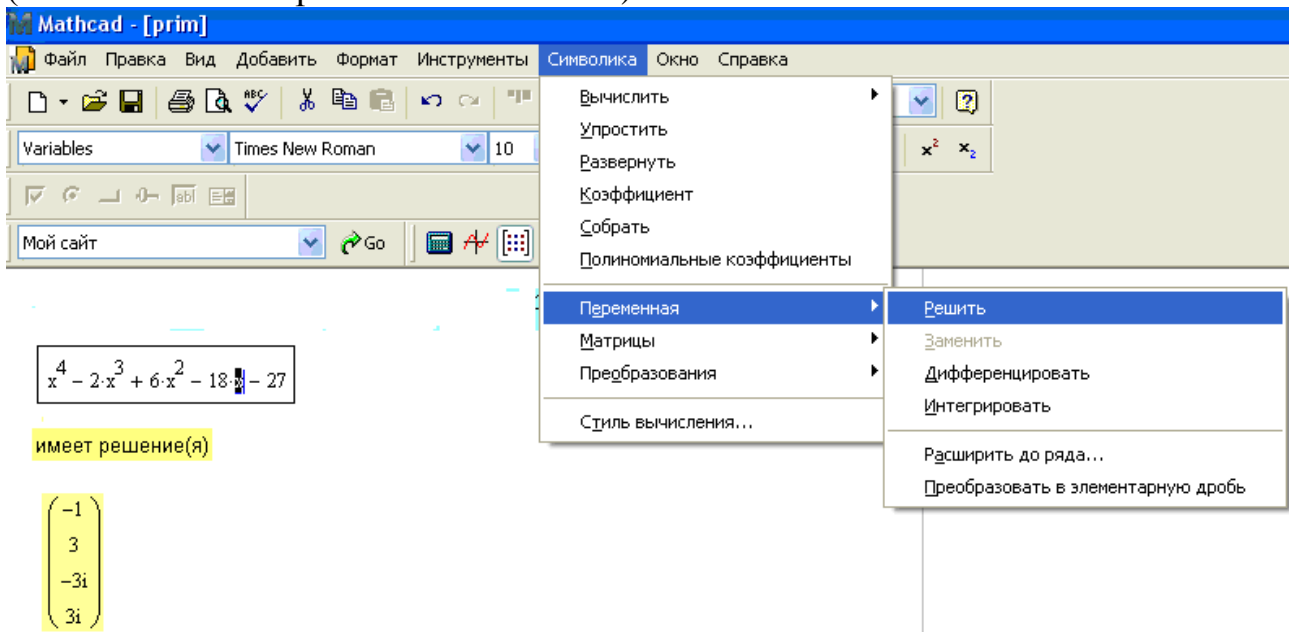 Mathcad - [prim]
Файл Правка Вид Добавить Формат Инструменты Символика Окно Справка
Variables Times New Roman 10 x² x₂
Мой сайт Go
Вычислить
Упростить
Развернуть
Коэффициент
Собрать
Полиномиальные коэффициенты
Переменная
Матрицы
Преобразования
Стиль вычисления...
Решить
Заменить
Дифференцировать
Интегрировать
Расширить до ряда...
Преобразовать в элементарную дробь
x⁴ − 2·x³ + 6·x² − 18·x − 27
имеет решение(я)
−1
3
−3i
3i